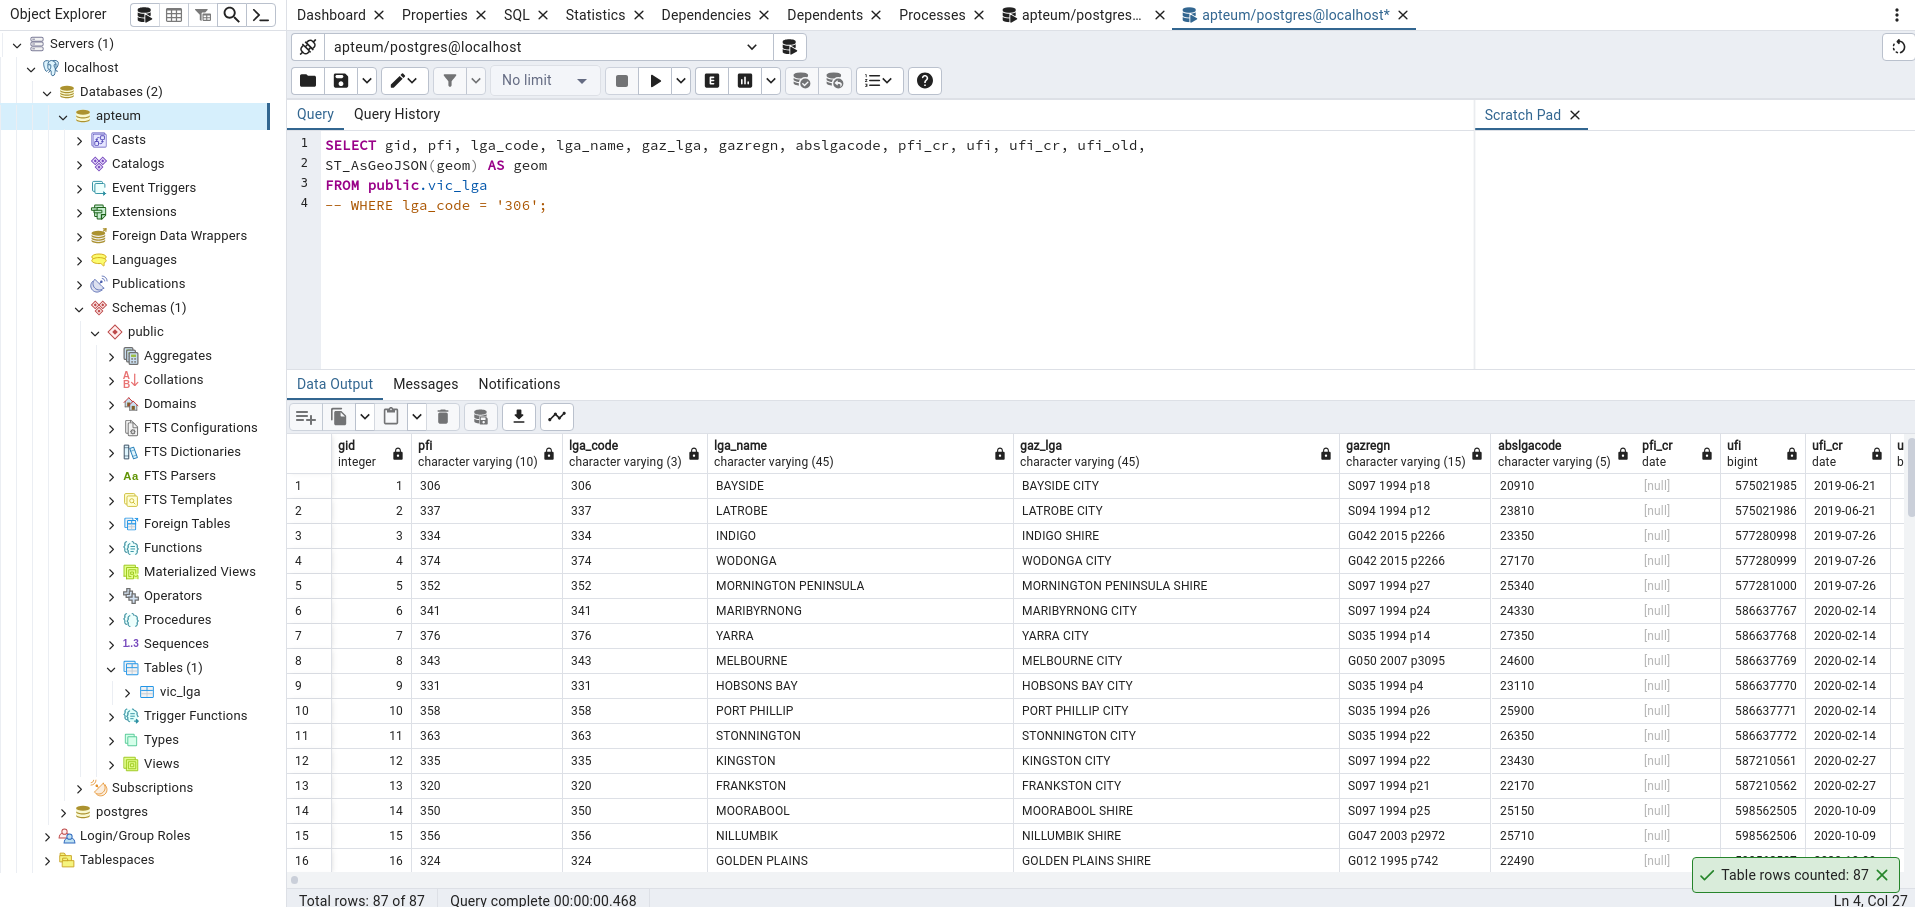 Object Explorer
Dashboard
Properties
SQL
Statistics
Dependencies
Dependents
Processes
apteum/postgres...
apteum/postgres@localhost*
Servers (1)
localhost
Databases (2)
apteum
Casts
Catalogs
Event Triggers
Extensions
Foreign Data Wrappers
Languages
Publications
Schemas (1)
public
Aggregates
Collations
Domains
FTS Configurations
FTS Dictionaries
FTS Parsers
FTS Templates
Foreign Tables
Functions
Materialized Views
Operators
Procedures
1.3 Sequences
Tables (1)
vic_lga
Trigger Functions
Types
Views
Subscriptions
postgres
Login/Group Roles
Tablespaces
apteum/postgres@localhost
No limit
E
Query
Query History
Scratch Pad
1 SELECT gid, pfi, lga_code, lga_name, gaz_lga, gazregn, abslgacode, pfi_cr, ufi, ufi_cr, ufi_old,
2 ST_AsGeoJSON(geom) AS geom
3 FROM public.vic_lga
4 -- WHERE lga_code = '306';
Data Output
Messages
Notifications
gid pfi lga_code lga_name gaz_lga gazregn abslgacode pfi_cr ufi ufi_cr u
integer character varying (10) character varying (3) character varying (45) character varying (45) character varying (15) character varying (5) date bigint date b
1 1 306 306 BAYSIDE BAYSIDE CITY S097 1994 p18 20910 [null] 575021985 2019-06-21
2 2 337 337 LATROBE LATROBE CITY S094 1994 p12 23810 [null] 575021986 2019-06-21
3 3 334 334 INDIGO INDIGO SHIRE G042 2015 p2266 23350 [null] 577280998 2019-07-26
4 4 374 374 WODONGA WODONGA CITY G042 2015 p2266 27170 [null] 577280999 2019-07-26
5 5 352 352 MORNINGTON PENINSULA MORNINGTON PENINSULA SHIRE S097 1994 p27 25340 [null] 577281000 2019-07-26
6 6 341 341 MARIBYRNONG MARIBYRNONG CITY S097 1994 p24 24330 [null] 586637767 2020-02-14
7 7 376 376 YARRA YARRA CITY S035 1994 p14 27350 [null] 586637768 2020-02-14
8 8 343 343 MELBOURNE MELBOURNE CITY G050 2007 p3095 24600 [null] 586637769 2020-02-14
9 9 331 331 HOBSONS BAY HOBSONS BAY CITY S035 1994 p4 23110 [null] 586637770 2020-02-14
10 10 358 358 PORT PHILLIP PORT PHILLIP CITY S035 1994 p26 25900 [null] 586637771 2020-02-14
11 11 363 363 STONNINGTON STONNINGTON CITY S035 1994 p22 26350 [null] 586637772 2020-02-14
12 12 335 335 KINGSTON KINGSTON CITY S097 1994 p22 23430 [null] 587210561 2020-02-27
13 13 320 320 FRANKSTON FRANKSTON CITY S097 1994 p21 22170 [null] 587210562 2020-02-27
14 14 350 350 MOORABOOL MOORABOOL SHIRE S097 1994 p25 25150 [null] 598562505 2020-10-09
15 15 356 356 NILLUMBIK NILLUMBIK SHIRE G047 2003 p2972 25710 [null] 598562506 2020-10-09
16 16 324 324 GOLDEN PLAINS GOLDEN PLAINS SHIRE G012 1995 p742 22490 [null]
Table rows counted: 87
Total rows: 87 of 87
Query complete 00:00:00.468
Ln 4, Col 27